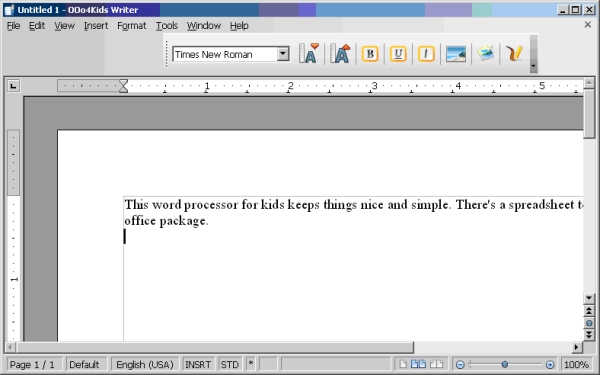 Untitled 1 - OOo4Kids Writer
File Edit View Insert Format Tools Window Help
Times New Roman B U I
1 2 3 4 5
This word processor for kids keeps things nice and simple. There's a spreadsheet
office package.
1
Page 1 / 1 Default English (USA) INSRT STD * 100%